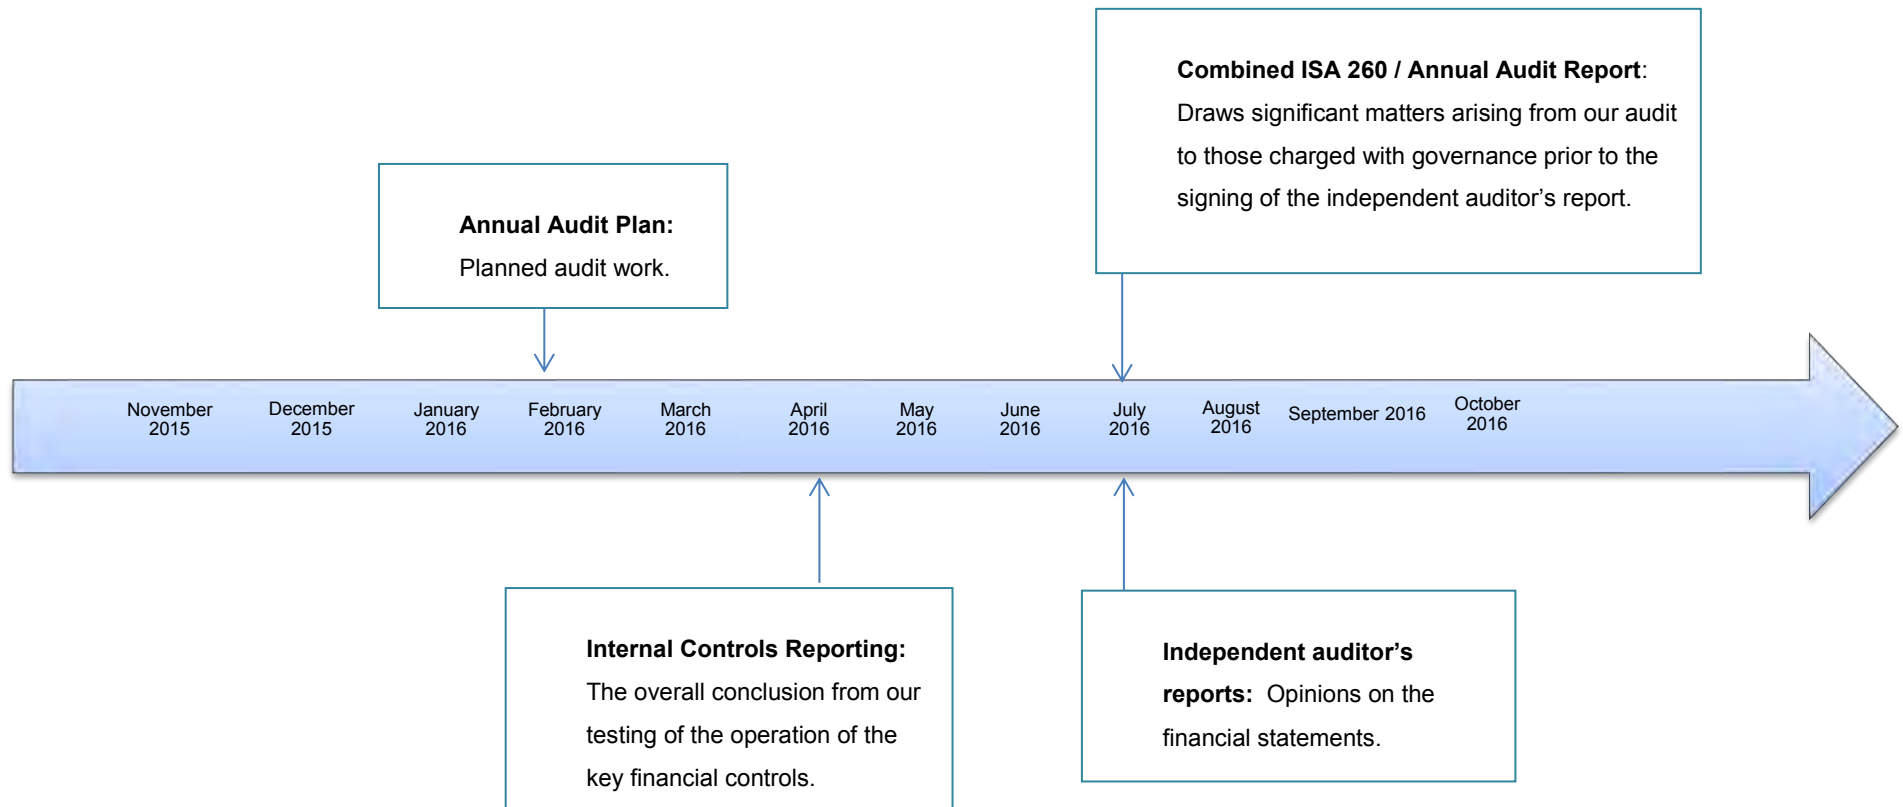 Combined ISA 260 / Annual Audit Report:
Draws significant matters arising from our audit
to those charged with governance prior to the
signing of the independent auditor’s report.
Annual Audit Plan:
Planned audit work.
November
2015
December
2015
January
2016
February
2016
March
2016
April
2016
May
2016
June
2016
July
2016
August
2016
September 2016
October
2016
Internal Controls Reporting:
The overall conclusion from our
testing of the operation of the
key financial controls.
Independent auditor’s
reports: Opinions on the
financial statements.